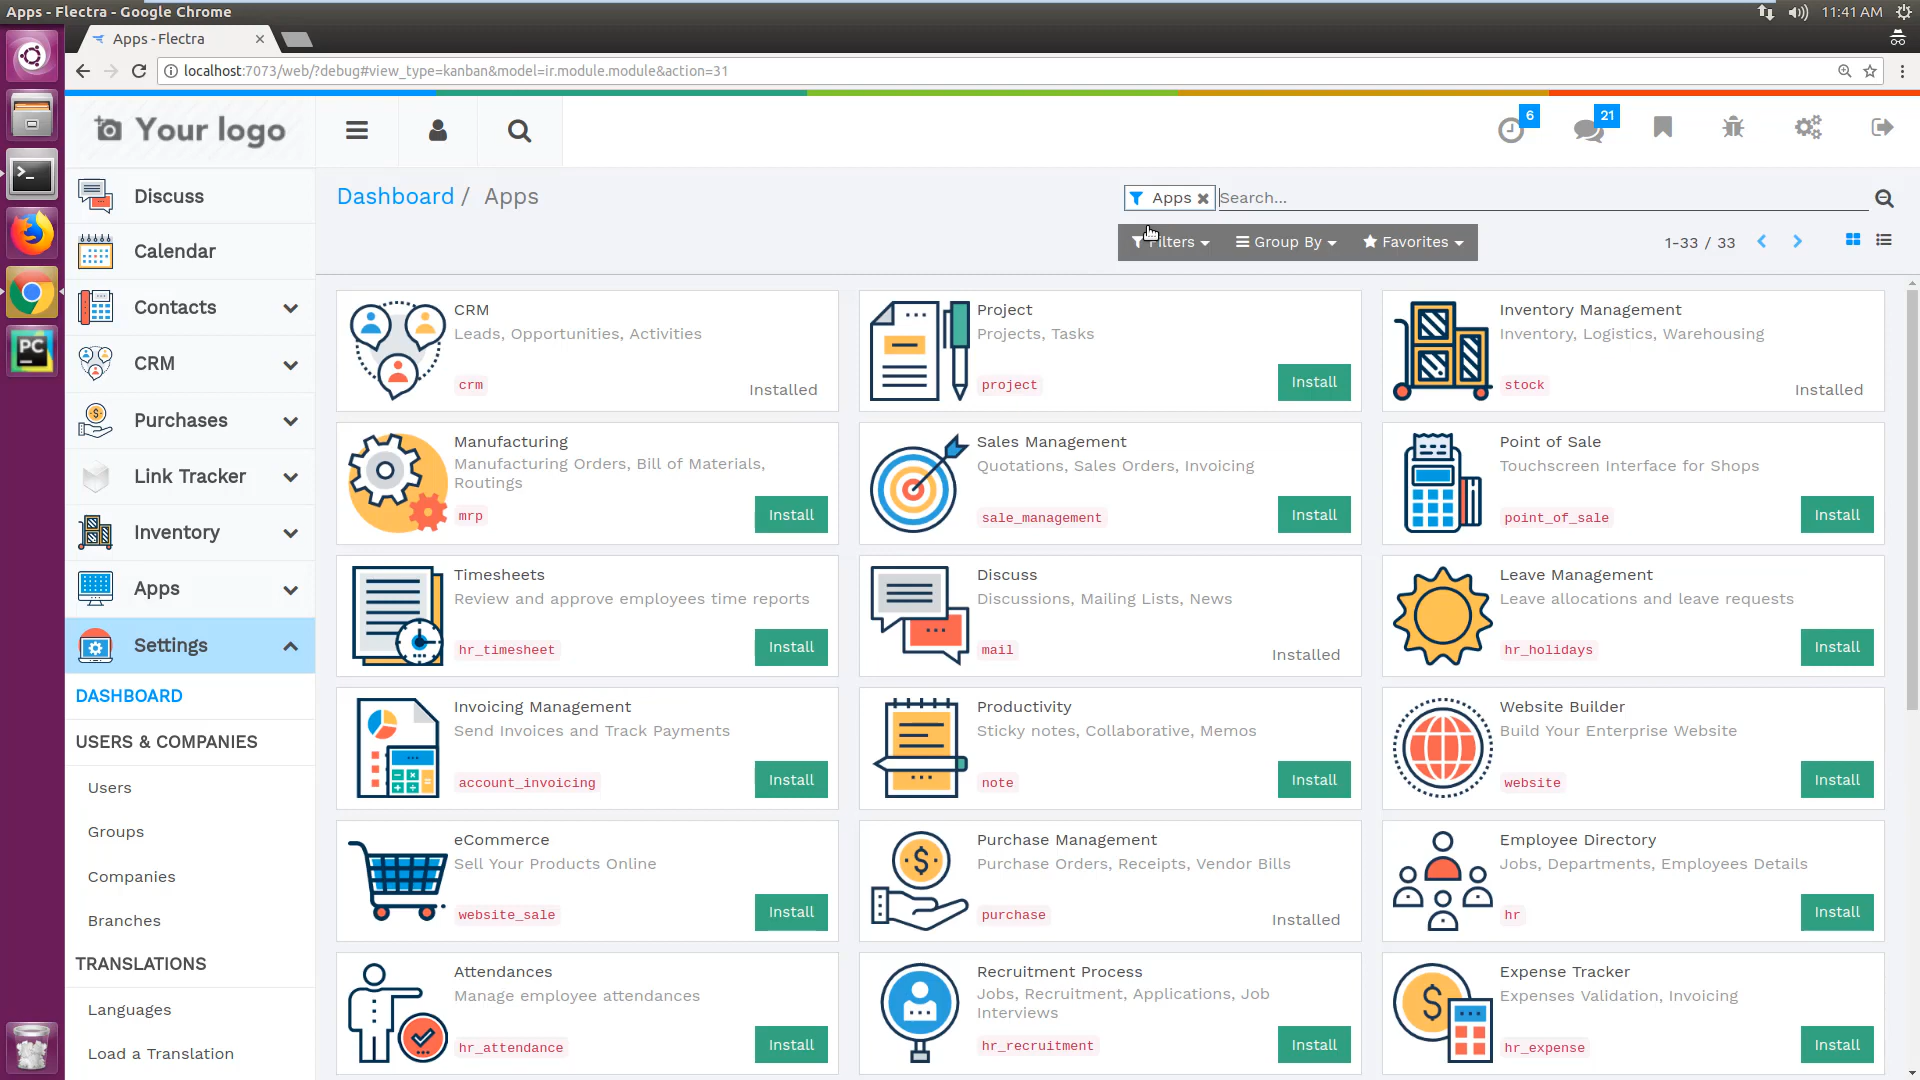 Apps - Flectra - Google Chrome
11:41 AM
Apps - Flectra
localhost:7073/web/?debug#view_type=kanban&model=ir.module.module&action=31
Your logo
6
21
Discuss
Calendar
Contacts
CRM
Purchases
Link Tracker
Inventory
Apps
Settings
DASHBOARD
USERS & COMPANIES
Users
Groups
Companies
Branches
TRANSLATIONS
Languages
Load a Translation
Dashboard / Apps
Apps
Search...
Filters
Group By
Favorites
1-33 / 33
CRM
Leads, Opportunities, Activities
crm
Installed
Project
Projects, Tasks
project
Install
Inventory Management
Inventory, Logistics, Warehousing
stock
Installed
Manufacturing
Manufacturing Orders, Bill of Materials,
Routings
mrp
Install
Sales Management
Quotations, Sales Orders, Invoicing
sale_management
Install
Point of Sale
Touchscreen Interface for Shops
point_of_sale
Install
Timesheets
Review and approve employees time reports
hr_timesheet
Install
Discuss
Discussions, Mailing Lists, News
mail
Installed
Leave Management
Leave allocations and leave requests
hr_holidays
Install
Invoicing Management
Send Invoices and Track Payments
account_invoicing
Install
Productivity
Sticky notes, Collaborative, Memos
note
Install
Website Builder
Build Your Enterprise Website
website
Install
eCommerce
Sell Your Products Online
website_sale
Install
Purchase Management
Purchase Orders, Receipts, Vendor Bills
purchase
Installed
Employee Directory
Jobs, Departments, Employees Details
hr
Install
Attendances
Manage employee attendances
hr_attendance
Install
Recruitment Process
Jobs, Recruitment, Applications, Job
Interviews
hr_recruitment
Install
Expense Tracker
Expenses Validation, Invoicing
hr_expense
Install
PC